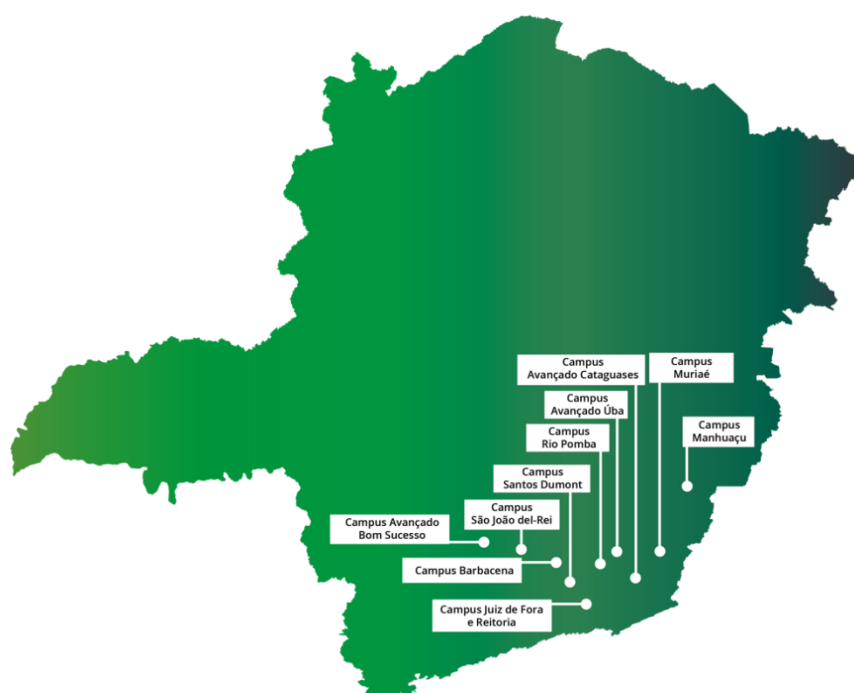 Campus
Avançado Cataguases
Campus
Muriaé
Campus
Avançado Úba
Campus
Manhuaçu
Campus
Rio Pomba
Campus
Santos Dumont
Campus
São João del-Rei
Campus Avançado
Bom Sucesso
Campus Barbacena
Campus Juiz de Fora
e Reitoria